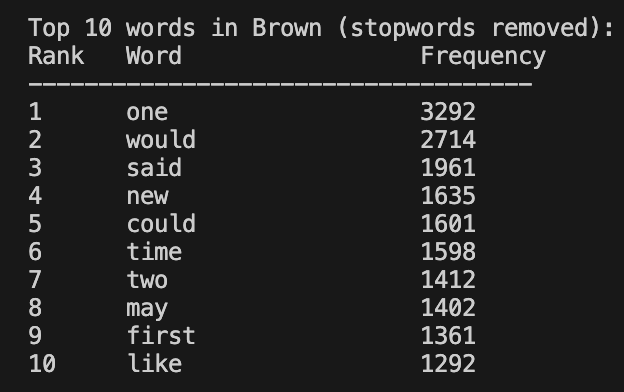 Top 10 words in Brown (stopwords removed):
Rank Word Frequency
------------------------------------
1 one 3292
2 would 2714
3 said 1961
4 new 1635
5 could 1601
6 time 1598
7 two 1412
8 may 1402
9 first 1361
10 like 1292